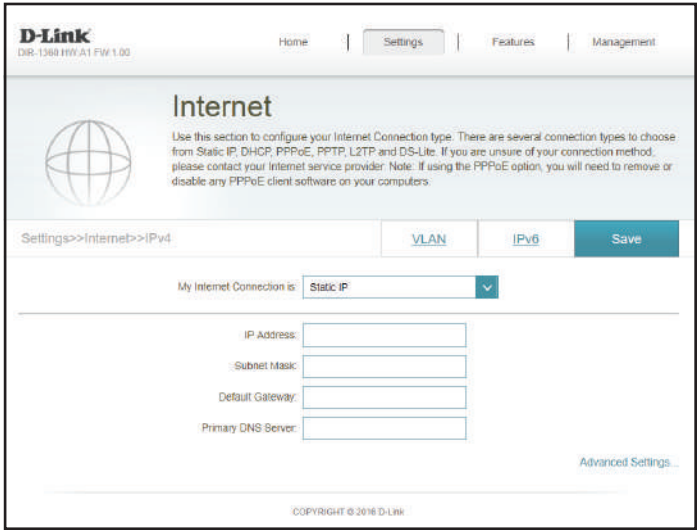 D-Link
DIR-1360 HW:A1 FW:1.00
Home | Settings | Features | Management
Internet
Use this section to configure your Internet Connection type. There are several connection types to choose
from Static IP, DHCP, PPPoE, PPTP, L2TP and DS-Lite. If you are unsure of your connection method,
please contact your Internet service provider. Note: If using the PPPoE option, you will need to remove or
disable any PPPoE client software on your computers.
Settings>>Internet>>IPv4 VLAN IPv6 Save
My Internet Connection is: Static IP
IP Address:
Subnet Mask:
Default Gateway:
Primary DNS Server:
Advanced Settings...
COPYRIGHT © 2016 D-Link